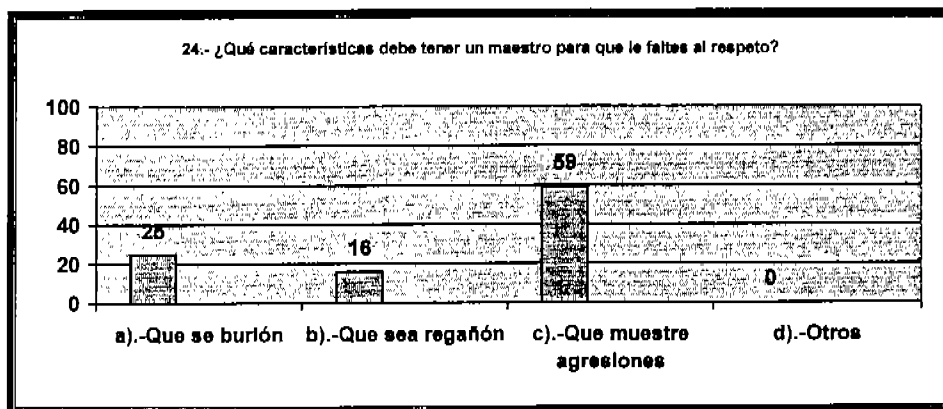 24.- ¿Qué características debe tener un maestro para que le faltes al respeto?
100
80
60
40
20
0
25
16
59
0
a).-Que se burlón
b).-Que sea regañón
c).-Que muestre
agresiones
d).-Otros